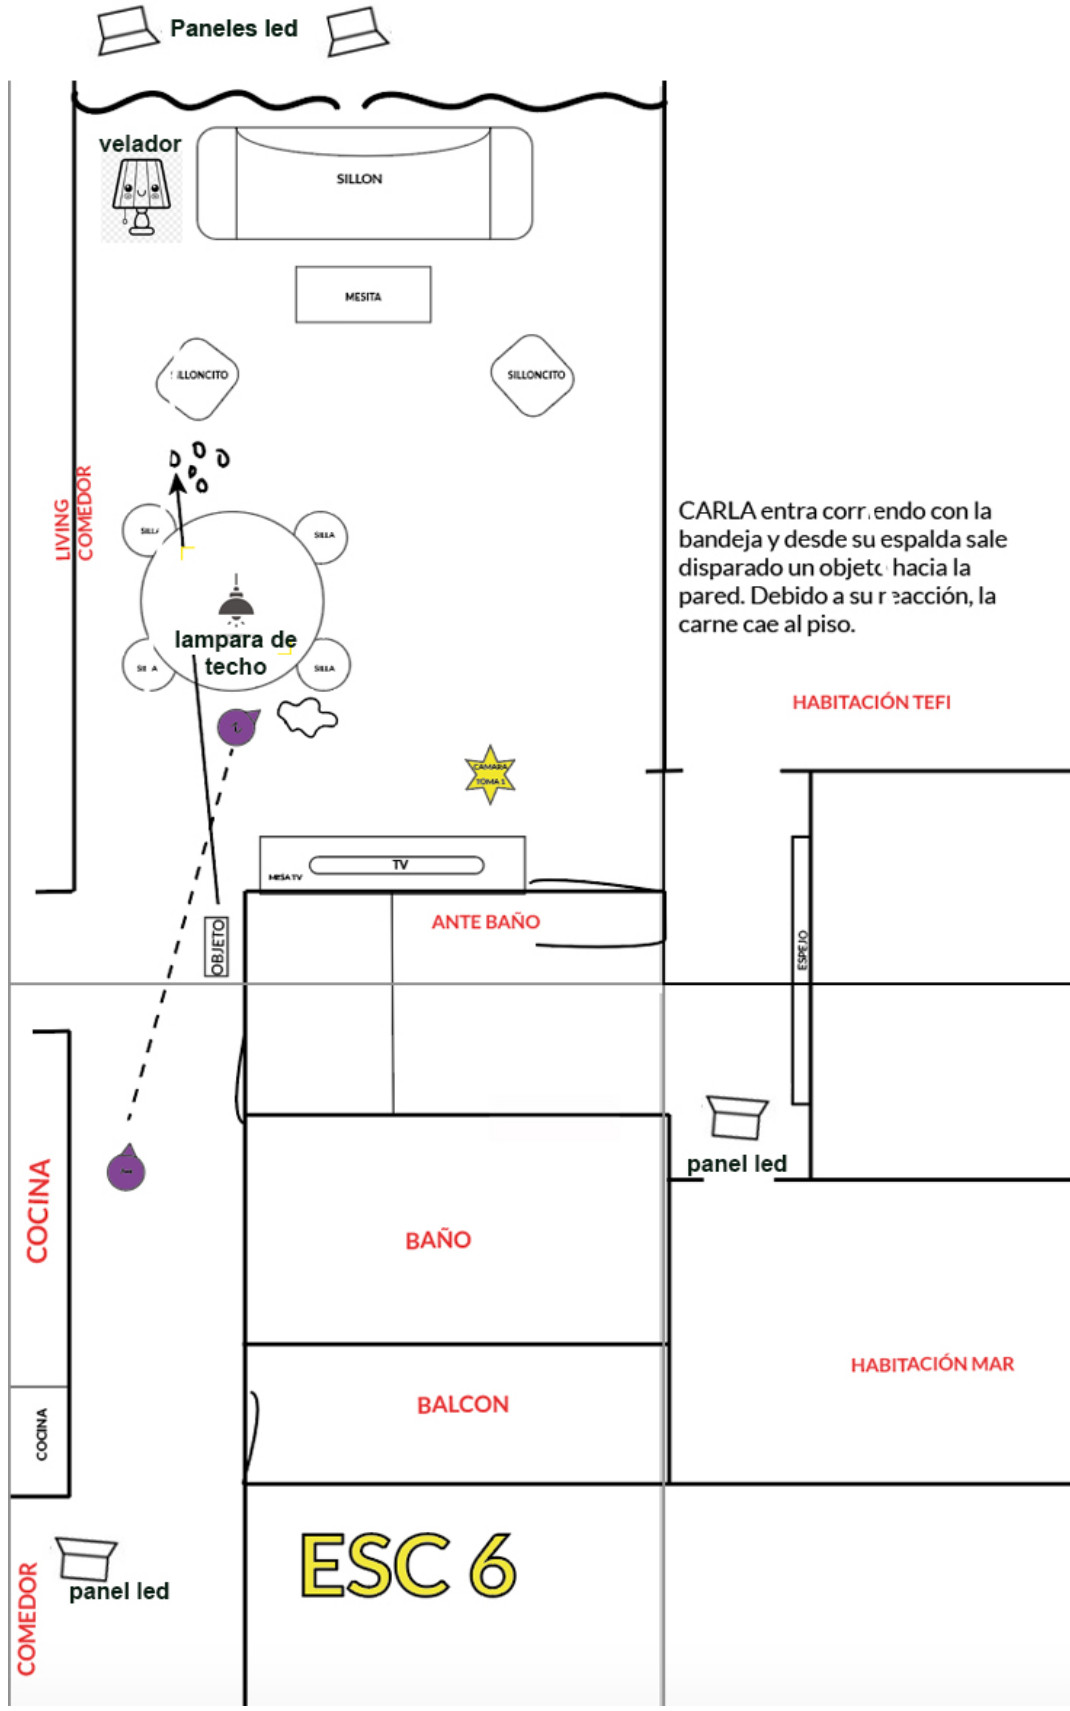 Paneles led
velador
SILLON
MESITA
SILLONCITO
SILLONCITO
LIVING
COMEDOR
SILLA
SILLA
lampara de
techo
SILLA
SILLA
CARLA entra corriendo con la
bandeja y desde su espalda sale
disparado un objeto hacia la
pared. Debido a su reacción, la
carne cae al piso.
HABITACIÓN TEFI
CAMARA
TOMA 1
TV
MESA TV
ANTE BAÑO
OBJETO
ESPEJO
panel led
COCINA
BAÑO
HABITACIÓN MAR
BALCON
COCINA
ESC 6
panel led
COMEDOR